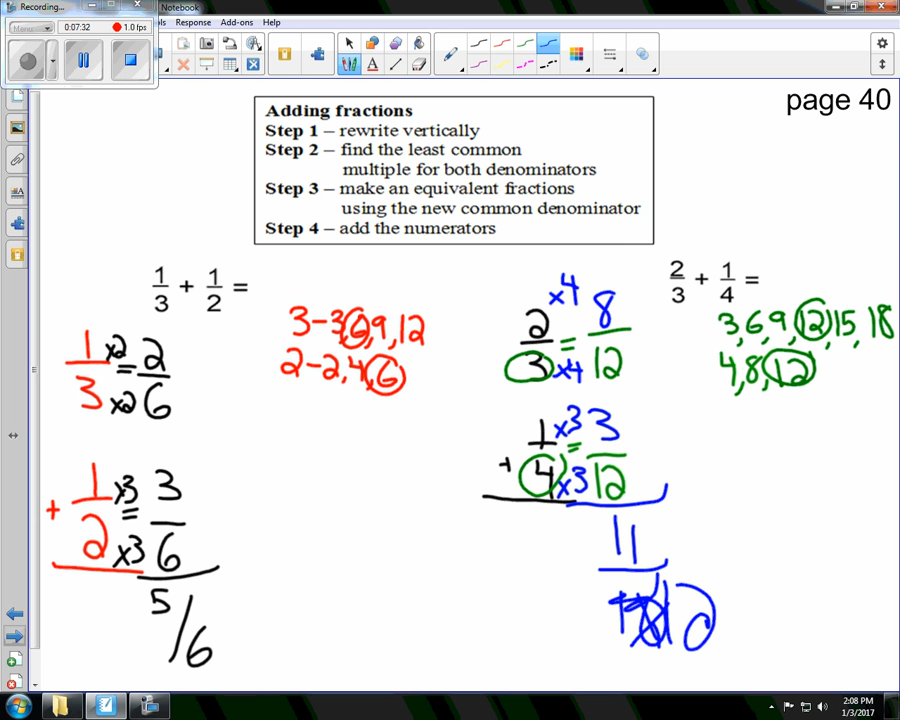 Recording...
Notebook
Menu
0:07:32
1.0 fps
ols Response Add-ons Help
page 40
Adding fractions
Step 1 – rewrite vertically
Step 2 – find the least common
multiple for both denominators
Step 3 – make an equivalent fractions
using the new common denominator
Step 4 – add the numerators
1/3 + 1/2 =
3-3,6,9,12
2-2,4,6
1 x2 2
=
3 x2 6
1 x3 3
+ =
2 x3 6
5/6
2/3 + 1/4 =
3,6,9,12,15,18
4,8,12
2 x4 8
=
3 x4 12
1 x3 3
+ =
4 x3 12
11
2:08 PM
1/3/2017